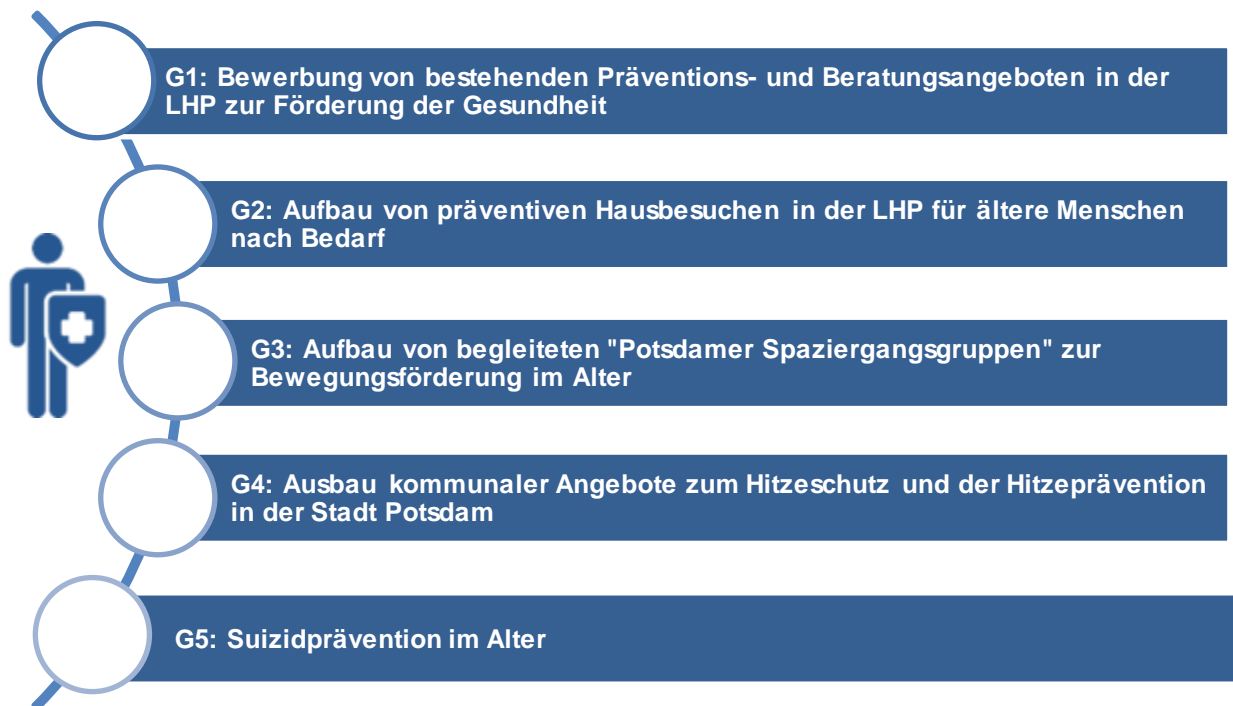 G1: Bewerbung von bestehenden Präventions- und Beratungsangeboten in der
LHP zur Förderung der Gesundheit
G2: Aufbau von präventiven Hausbesuchen in der LHP für ältere Menschen
nach Bedarf
G3: Aufbau von begleiteten "Potsdamer Spaziergangsgruppen" zur
Bewegungsförderung im Alter
G4: Ausbau kommunaler Angebote zum Hitzeschutz und der Hitzeprävention
in der Stadt Potsdam
G5: Suizidprävention im Alter